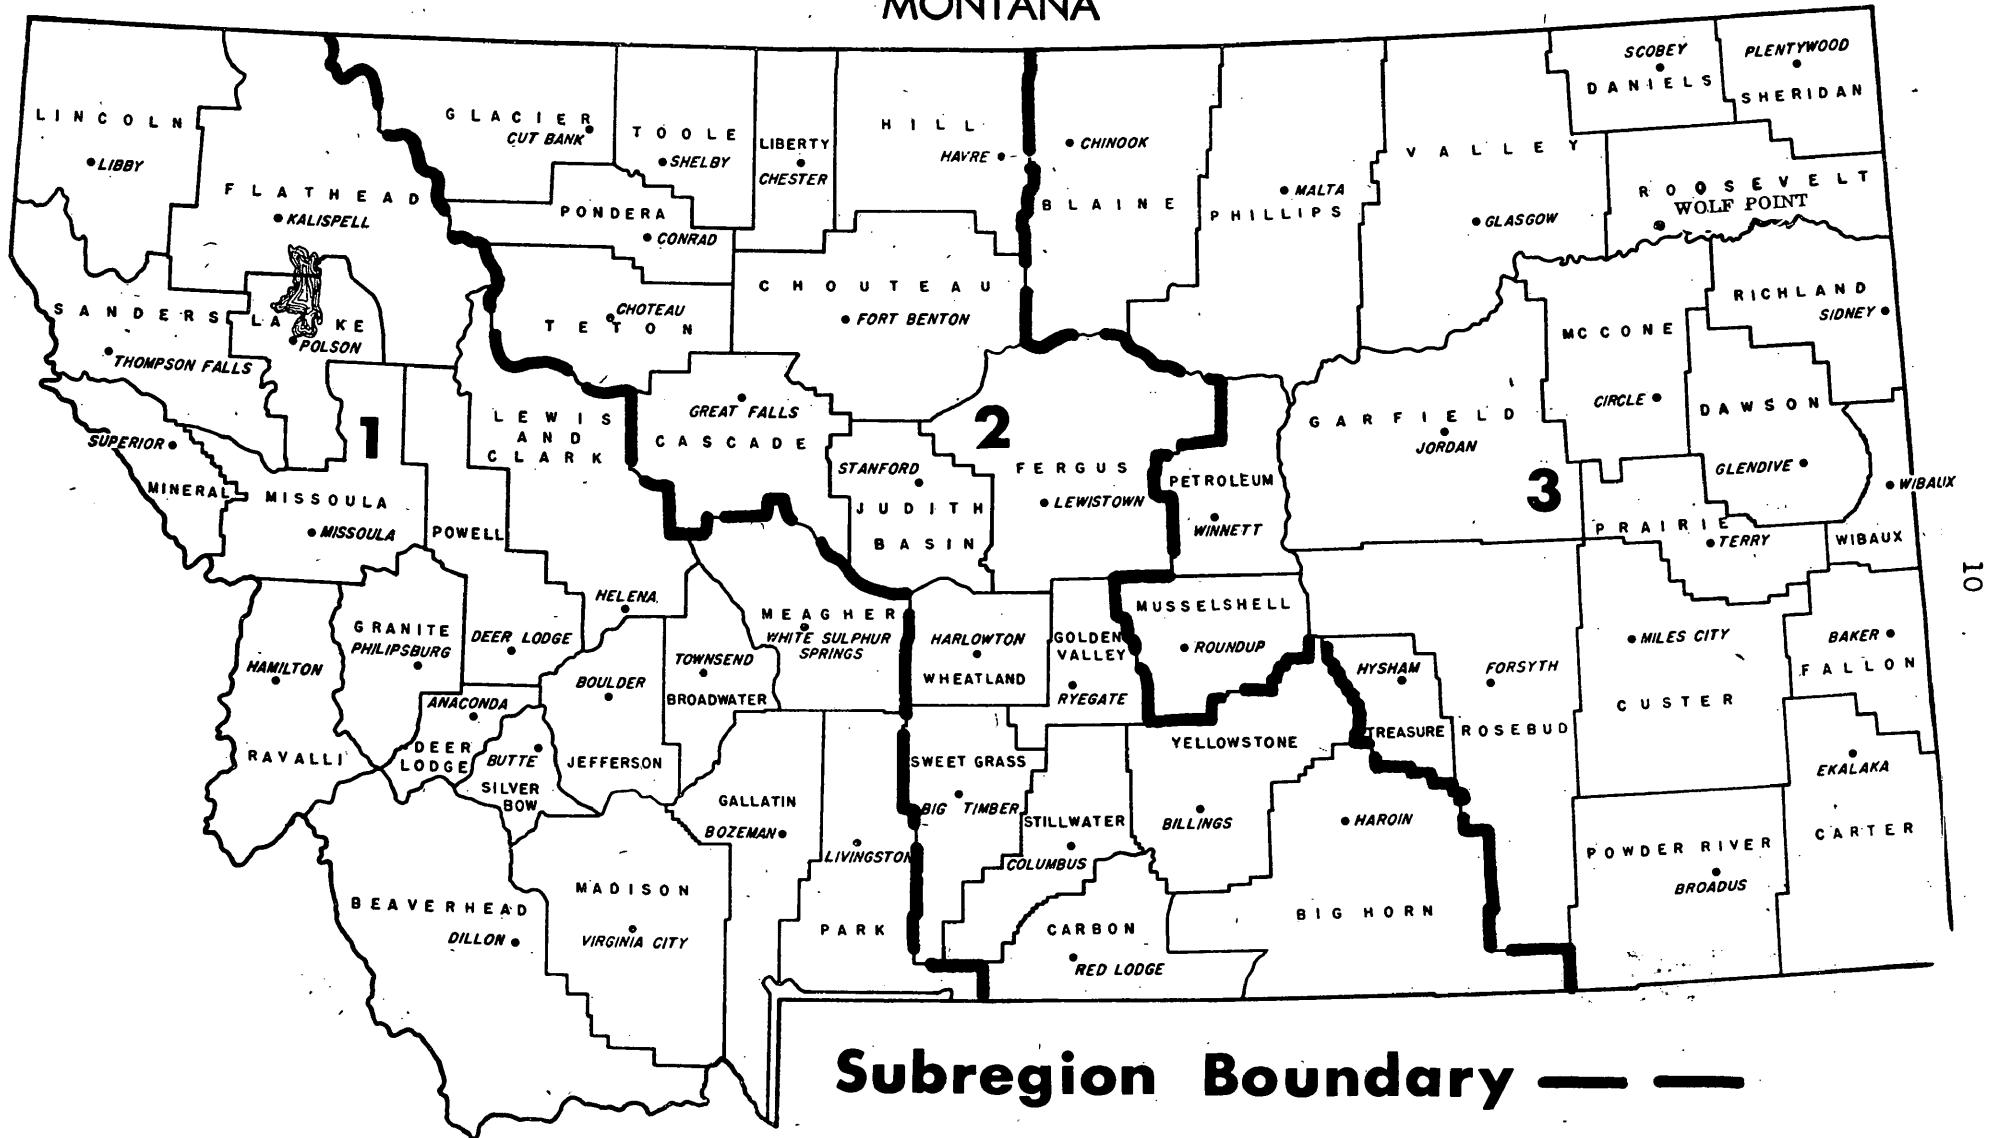 MONTANA
SCOBEY
DANIELS
PLENTYWOOD
SHERIDAN
LINCOLN
LIBBY
GLACIER
CUT BANK
TOOLE
SHELBY
LIBERTY
CHESTER
HILL
HAVRE
CHINOOK
BLAINE
MALTA
PHILLIPS
VALLEY
GLASGOW
ROOSEVELT
WOLF POINT
FLATHEAD
KALISPELL
PONDERA
CONRAD
CHOUTEAU
FORT BENTON
CHOTEAU
TETON
SANDERS
THOMPSON FALLS
LAKE
POLSON
RICHLAND
SIDNEY
MCCONE
CIRCLE
DAWSON
GLENDIVE
WIBAUX
WIBAUX
GARFIELD
JORDAN
3
PRAIRIE
TERRY
1
2
LEWIS
AND
CLARK
GREAT FALLS
CASCADE
STANFORD
JUDITH
BASIN
FERGUS
LEWISTOWN
PETROLEUM
WINNETT
SUPERIOR
MINERAL
MISSOULA
MISSOULA
POWELL
HELENA
10
GRANITE
PHILIPSBURG
DEER LODGE
MEAGHER
WHITE SULPHUR
SPRINGS
HARLOWTON
WHEATLAND
GOLDEN
VALLEY
RYEGATE
MUSSELSHELL
ROUNDUP
HYSHAM
TREASURE
FORSYTH
ROSEBUD
MILES CITY
CUSTER
BAKER
FALLON
HAMILTON
RAVALLI
ANACONDA
DEER
LODGE
BUTTE
SILVER
BOW
BOULDER
JEFFERSON
TOWNSEND
BROADWATER
GALLATIN
BOZEMAN
LIVINGSTON
PARK
SWEET GRASS
BIG TIMBER
STILLWATER
COLUMBUS
YELLOWSTONE
BILLINGS
HAROIN
BIG HORN
EKALAKA
CARTER
POWDER RIVER
BROADUS
BEAVERHEAD
DILLON
MADISON
VIRGINIA CITY
CARBON
RED LODGE
Subregion Boundary